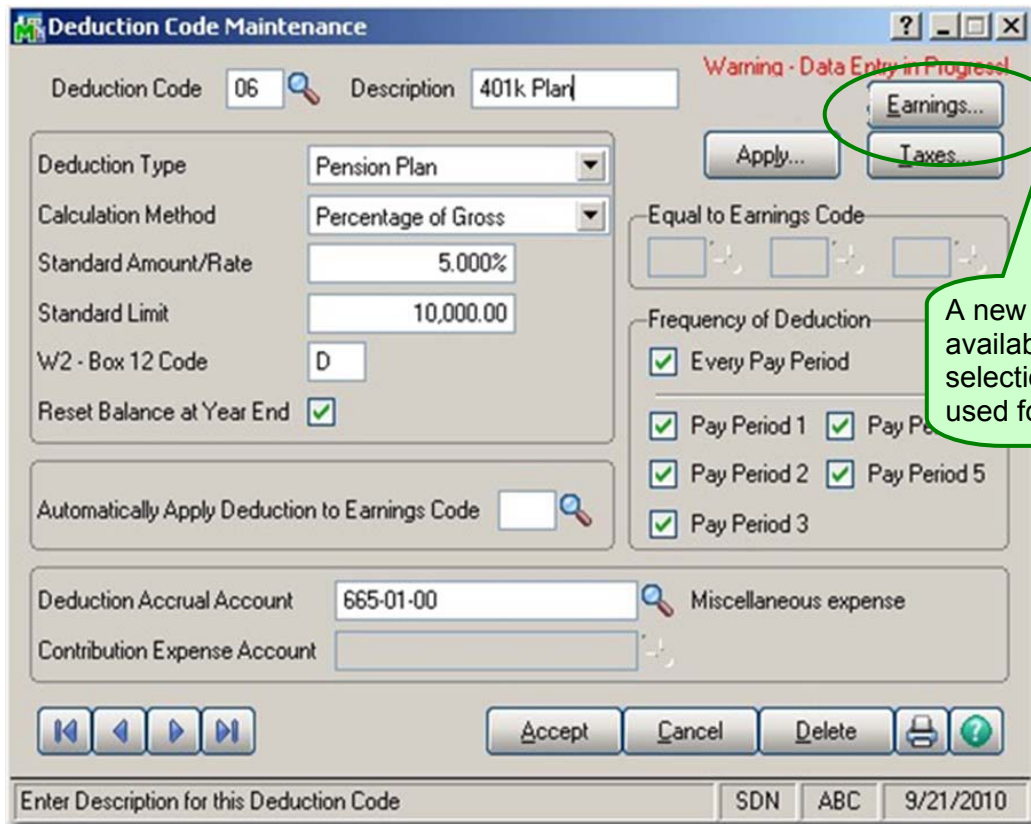 Deduction Code Maintenance
Warning - Data Entry in Progress!
Deduction Code 06 Description 401k Plan
Earnings...
Apply... Taxes...
Deduction Type Pension Plan
Calculation Method Percentage of Gross
Standard Amount/Rate 5.000%
Standard Limit 10,000.00
W2 - Box 12 Code D
Reset Balance at Year End
Equal to Earnings Code
Frequency of Deduction
Every Pay Period
Pay Period 1 Pay
Pay Period 2 Pay Period 5
Pay Period 3
A new
used
Automatically Apply Deduction to Earnings Code
Deduction Accrual Account 665-01-00 Miscellaneous expense
Contribution Expense Account
Accept Cancel Delete
Enter Description for this Deduction Code SDN ABC 9/21/2010